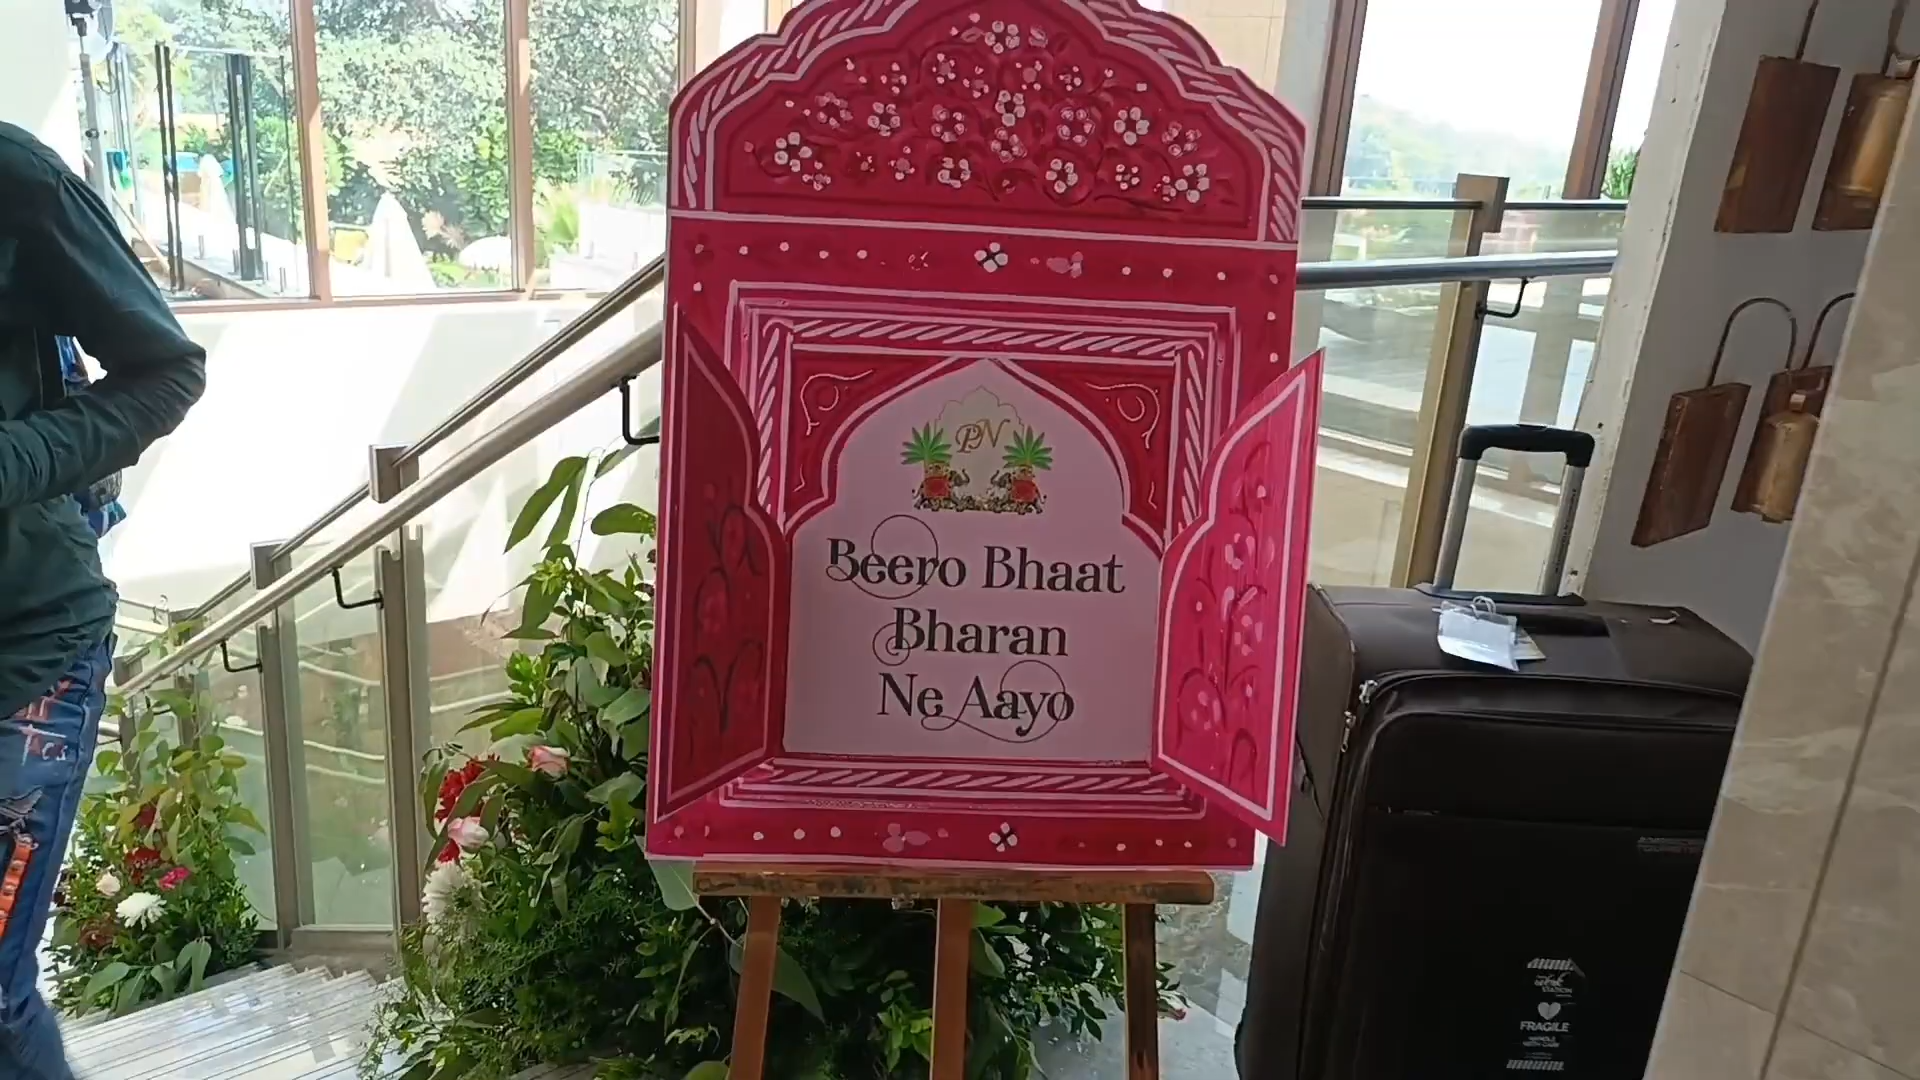 PN
Beero Bhaat
Bharan
Ne Aayo
FRAGILE